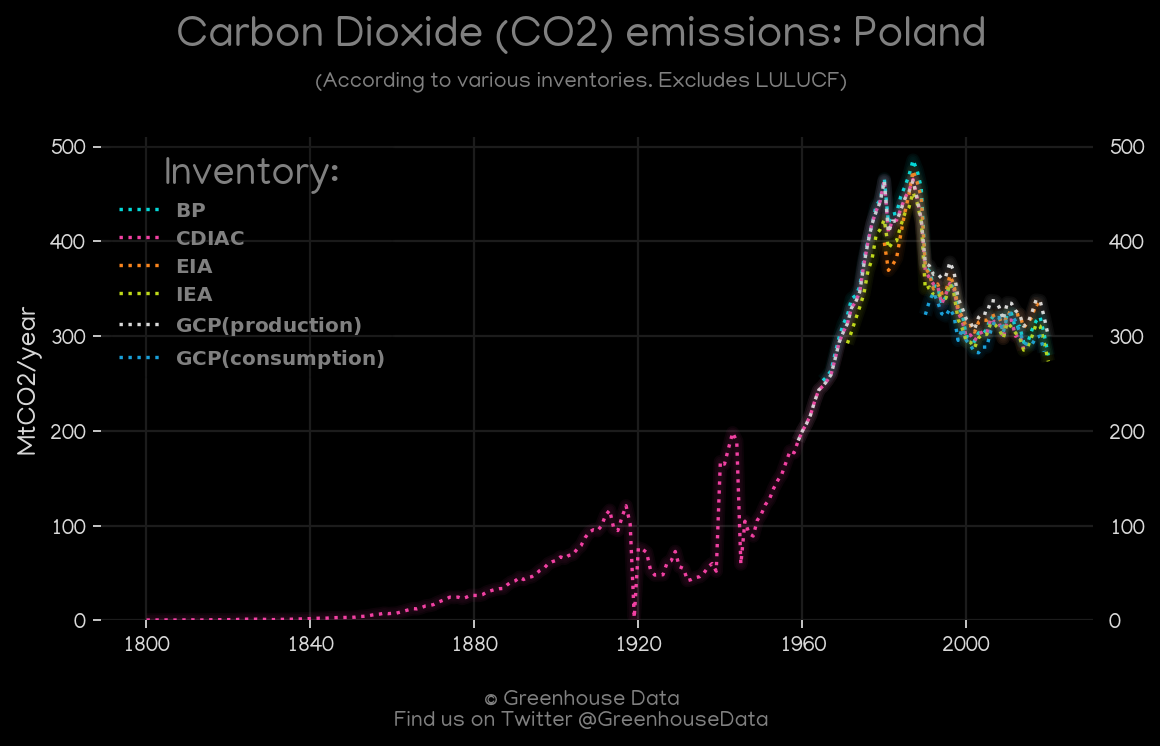 Carbon Dioxide (CO2) emissions: Poland
(According to various inventories. Excludes LULUCF)
Inventory:
BP
CDIAC
EIA
IEA
GCP(production)
GCP(consumption)
MtCO2/year
500
400
300
200
100
0
500
400
300
200
100
0
1800 1840 1880 1920 1960 2000
© Greenhouse Data
Find us on Twitter @GreenhouseData